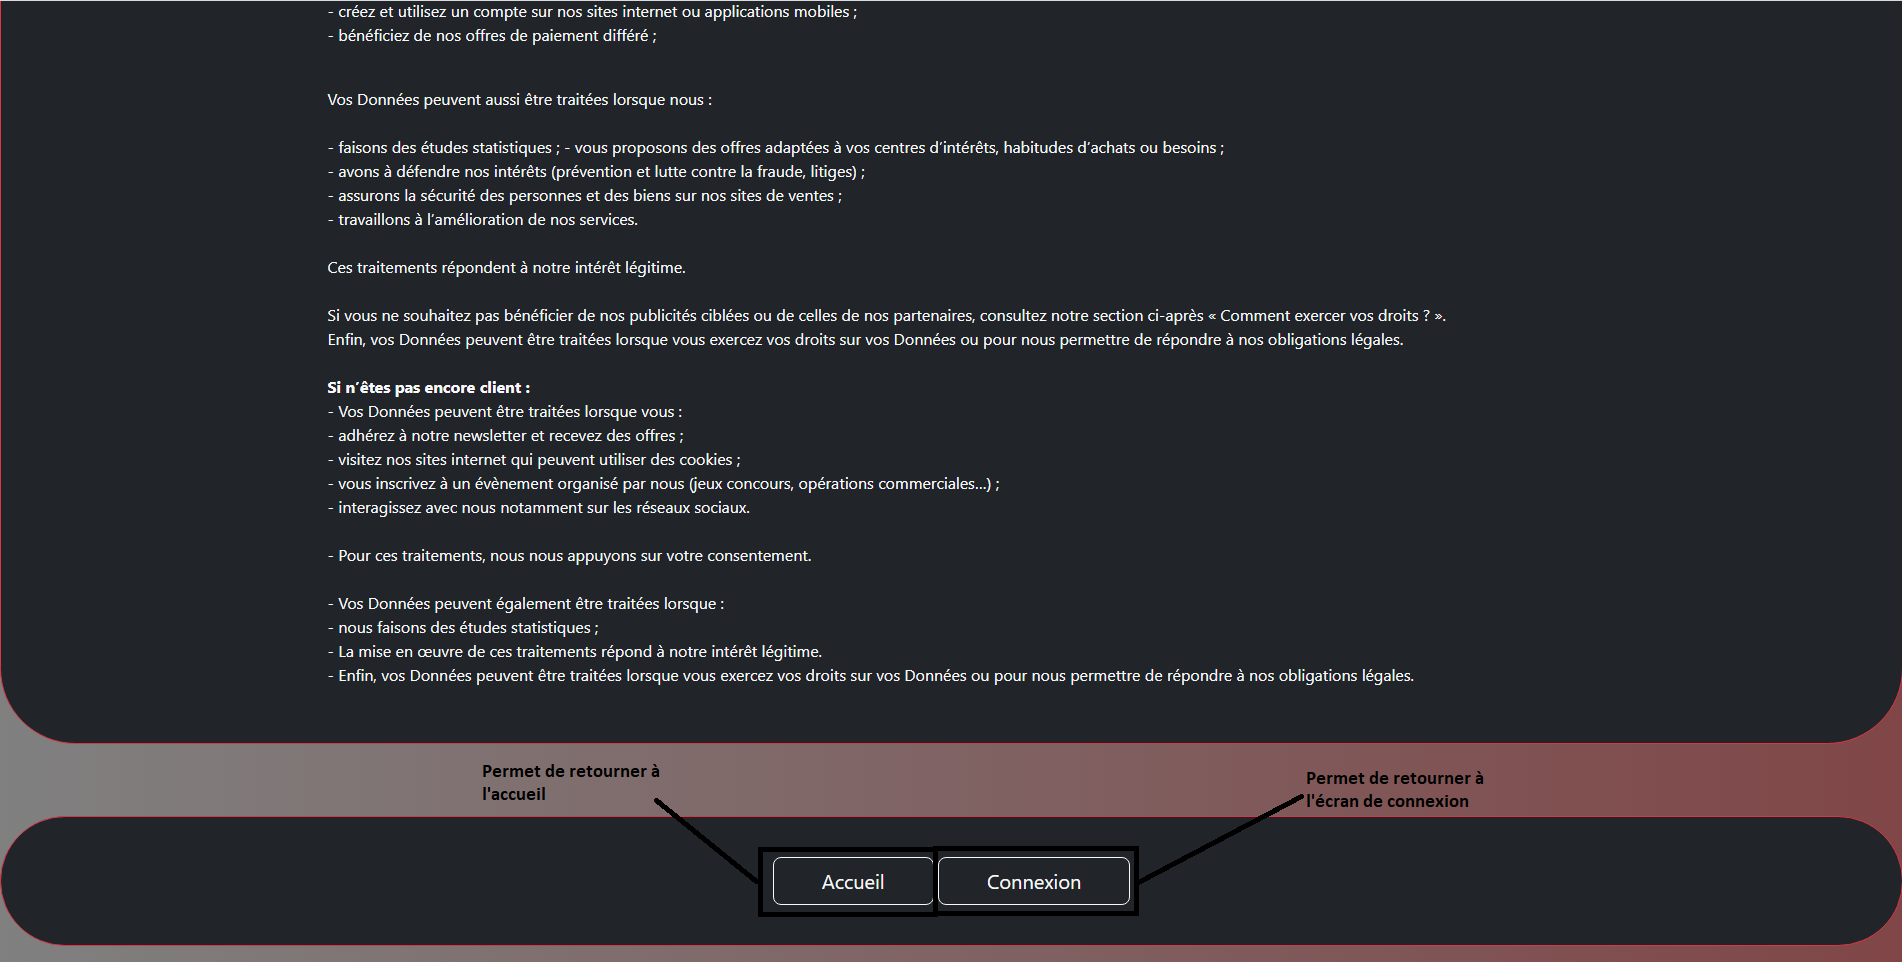 - créez et utilisez un compte sur nos sites internet ou applications mobiles ;
- bénéficiez de nos offres de paiement différé ;
Vos Données peuvent aussi être traitées lorsque nous :
- faisons des études statistiques ; - vous proposons des offres adaptées à vos centres d’intérêts, habitudes d’achats ou besoins ;
- avons à défendre nos intérêts (prévention et lutte contre la fraude, litiges) ;
- assurons la sécurité des personnes et des biens sur nos sites de ventes ;
- travaillons à l’amélioration de nos services.
Ces traitements répondent à notre intérêt légitime.
Si vous ne souhaitez pas bénéficier de nos publicités ciblées ou de celles de nos partenaires, consultez notre section ci-après « Comment exercer vos droits ? ».
Enfin, vos Données peuvent être traitées lorsque vous exercez vos droits sur vos Données ou pour nous permettre de répondre à nos obligations légales.
Si n’êtes pas encore client :
- Vos Données peuvent être traitées lorsque vous :
- adhérez à notre newsletter et recevez des offres ;
- visitez nos sites internet qui peuvent utiliser des cookies ;
- vous inscrivez à un évènement organisé par nous (jeux concours, opérations commerciales...) ;
- interagissez avec nous notamment sur les réseaux sociaux.
- Pour ces traitements, nous nous appuyons sur votre consentement.
- Vos Données peuvent également être traitées lorsque :
- nous faisons des études statistiques ;
- La mise en œuvre de ces traitements répond à notre intérêt légitime.
- Enfin, vos Données peuvent être traitées lorsque vous exercez vos droits sur vos Données ou pour nous permettre de répondre à nos obligations légales.
Permet de retourner à
l'accueil
Permet de retourner à
l'écran de connexion
Accueil
Connexion